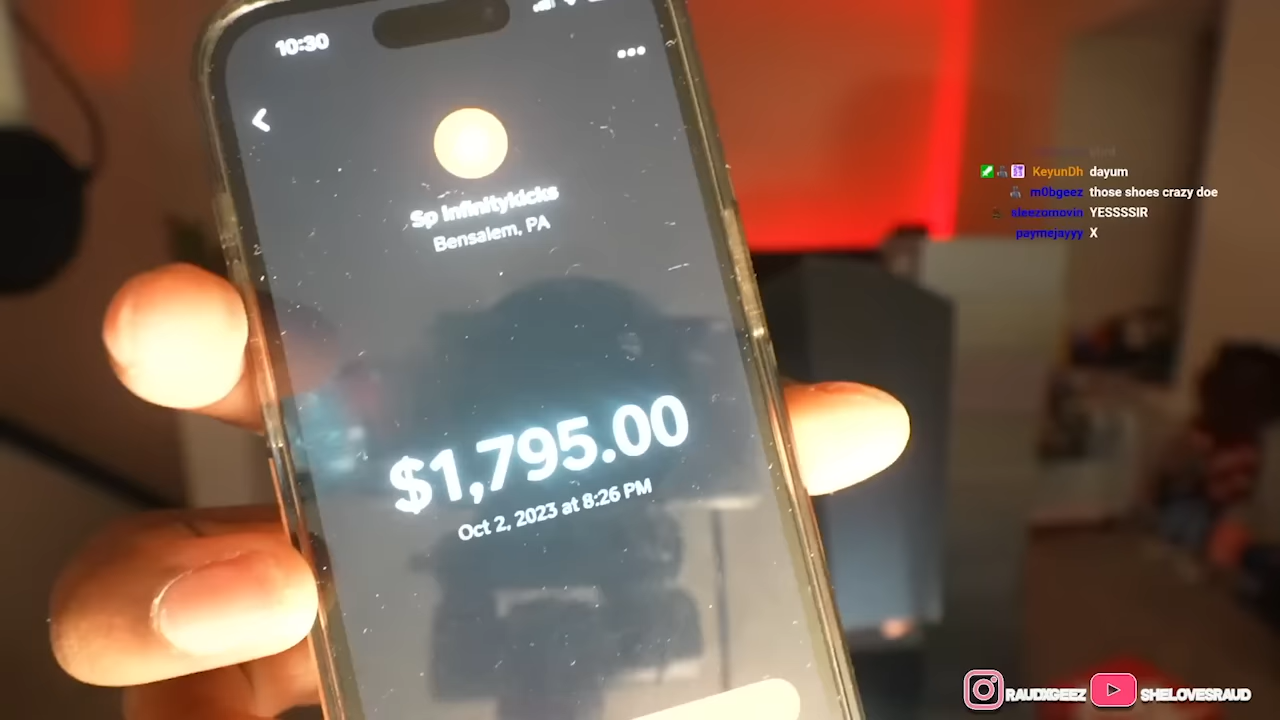 10:30
Sp Infinitykicks
Bensalem, PA
$1,795.00
Oct 2, 2023 at 8:26 PM
KeyunDh dayum
m0bgeez those shoes crazy doe
sleezomovin YESSSSIR
paymejayyy X
RAUDXGEEZ SHELOVESRAUD